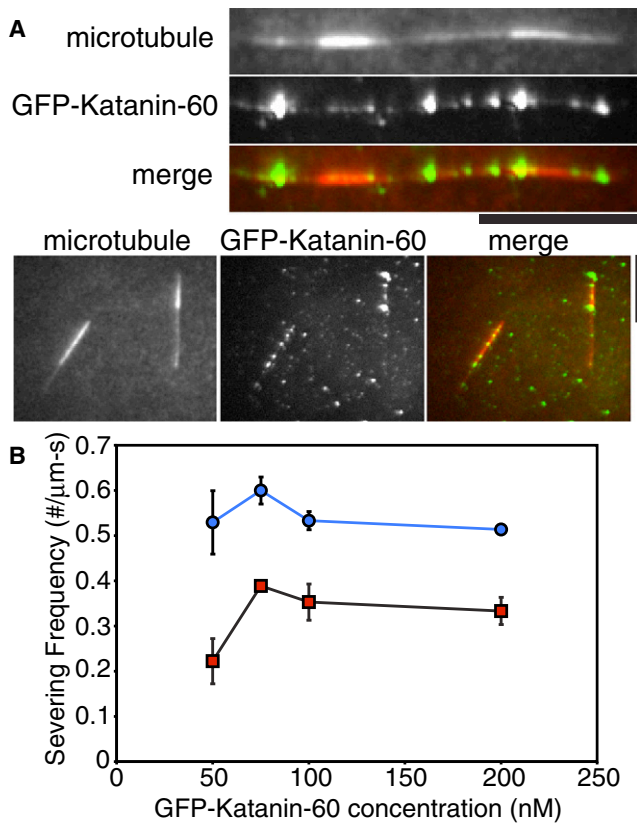 A
microtubule
GFP-Katanin-60
merge
microtubule GFP-Katanin-60 merge
B
Severing Frequency (#/μm-s)
0.7
0.6
0.5
0.4
0.3
0.2
0.1
0
0 50 100 150 200 250
GFP-Katanin-60 concentration (nM)